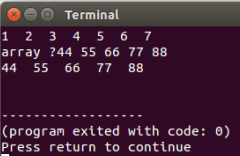 Terminal
1  2  3  4  5  6  7
array ?44 55 66 77 88
44  55  66  77  88
------------------
(program exited with code: 0)
Press return to continue